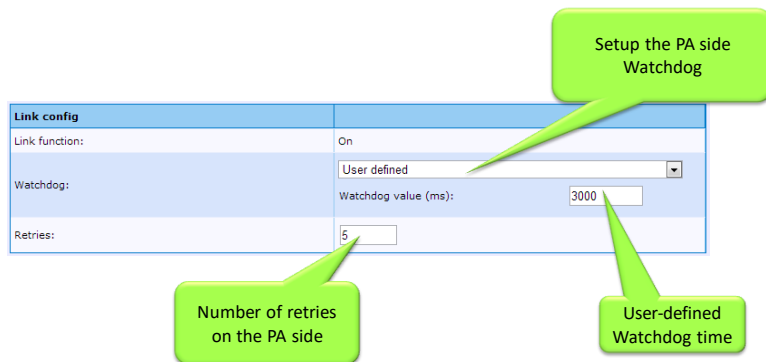 Setup the PA side
Watchdog
Link config
Link function:
On
Watchdog:
User defined
Watchdog value (ms):
3000
Retries:
5
Number of retries
on the PA side
User-defined
Watchdog time